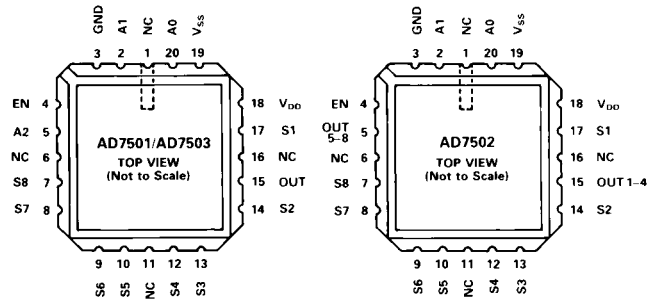 GND A1 NC A0 VSS
3 2 1 20 19
EN 4
A2 5
NC 6
S8 7
S7 8
AD7501/AD7503
TOP VIEW
(Not to Scale)
18 VDD
17 S1
16 NC
15 OUT
14 S2
9 10 11 12 13
S6 S5 NC S4 S3
GND A1 NC A0 VSS
3 2 1 20 19
EN 4
OUT
5–8 5
NC 6
S8 7
S7 8
AD7502
TOP VIEW
(Not to Scale)
18 VDD
17 S1
16 NC
15 OUT 1–4
14 S2
9 10 11 12 13
S6 S5 NC S4 S3